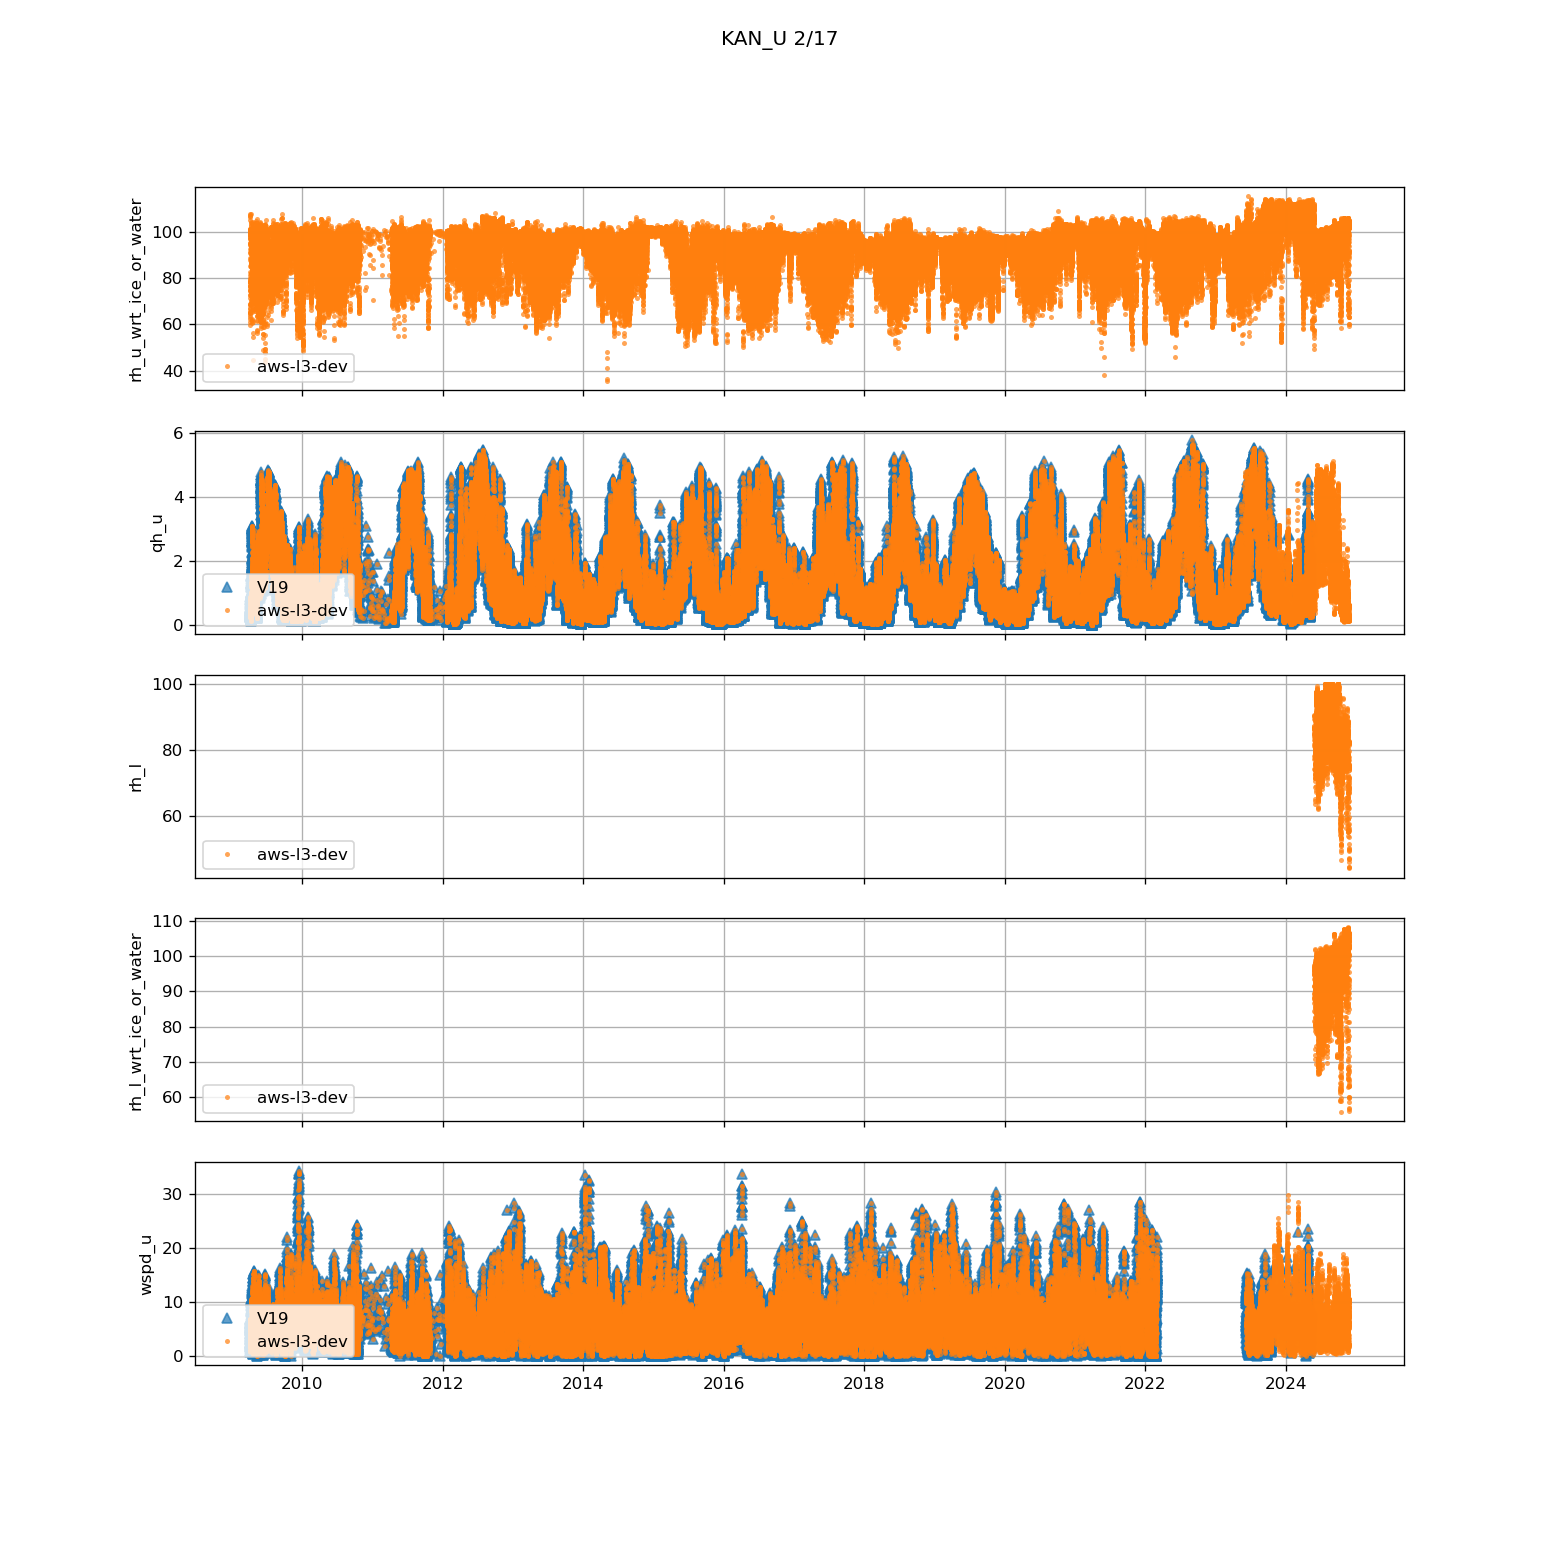 KAN_U 2/17
rh_u_wrt_ice_or_water
100
80
60
40
aws-l3-dev
qh_u
6
4
2
0
V19
aws-l3-dev
rh_l
100
80
60
aws-l3-dev
rh_l_wrt_ice_or_water
110
100
90
80
70
60
aws-l3-dev
wspd_u
30
20
10
0
V19
aws-l3-dev
2010 2012 2014 2016 2018 2020 2022 2024